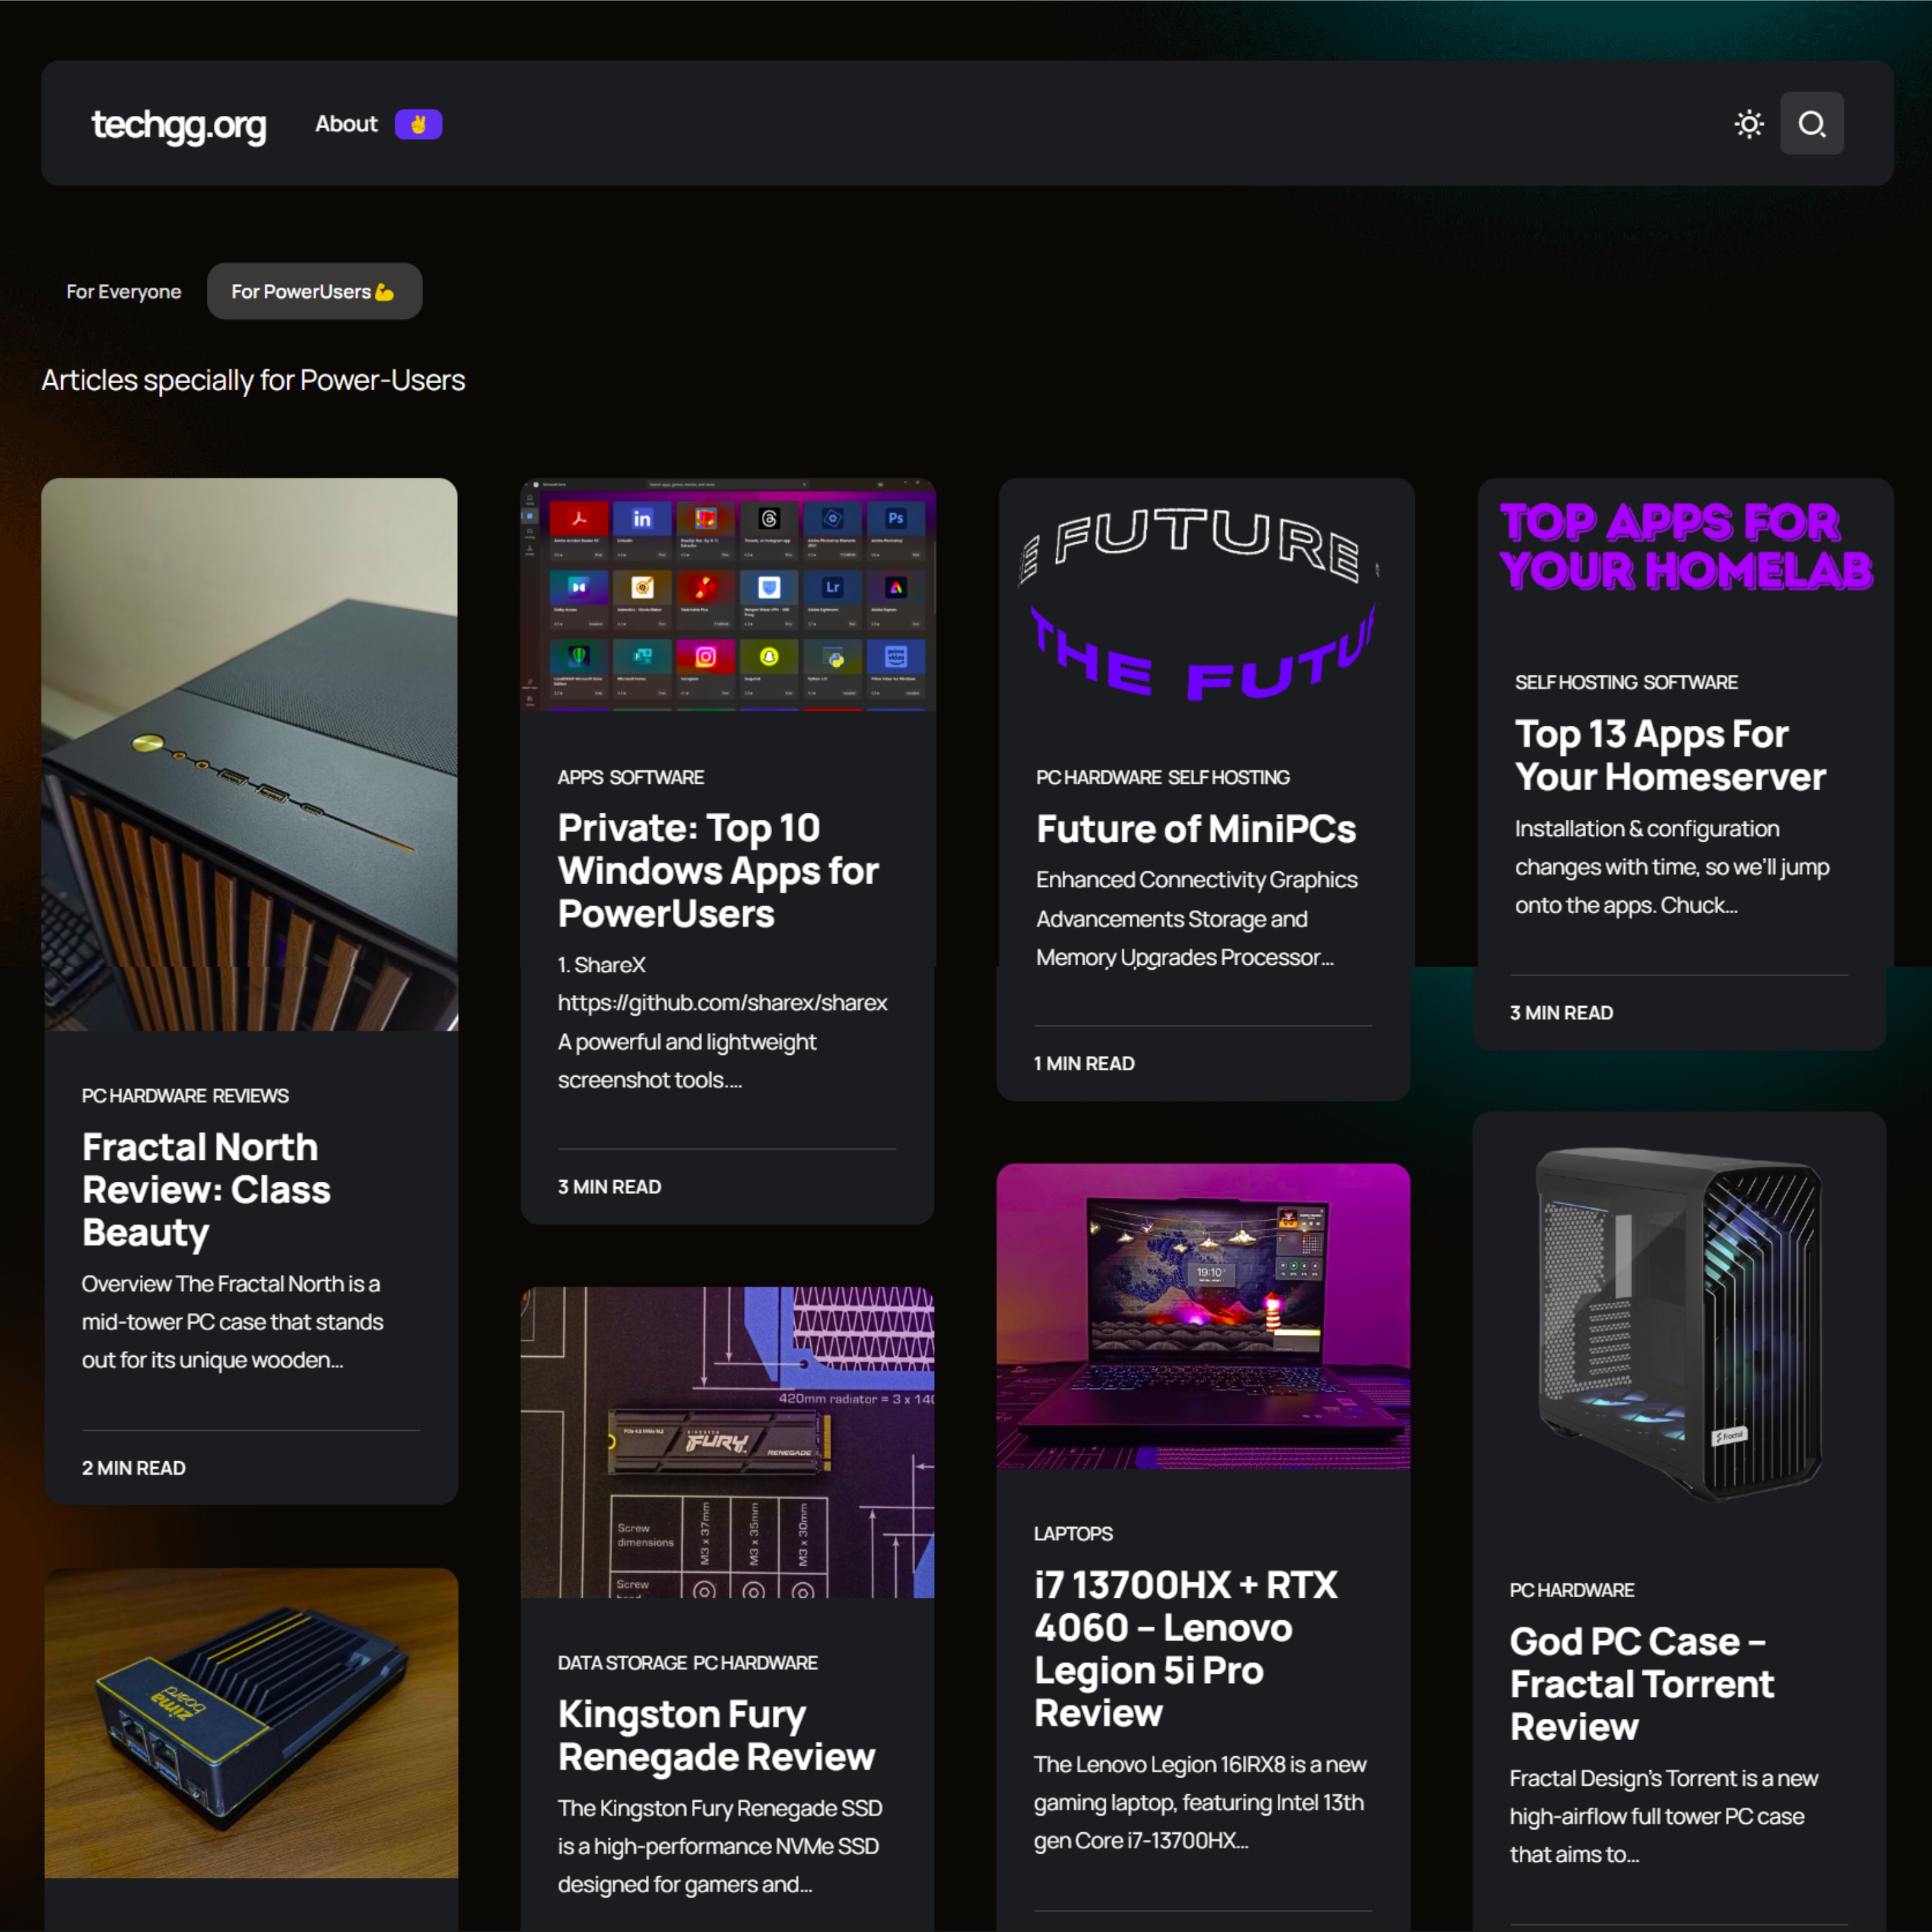 techgg.org
About ✌️
For Everyone
For PowerUsers💪
Articles specially for Power-Users
PC HARDWARE REVIEWS
Fractal North
Review: Class
Beauty
Overview The Fractal North is a
mid-tower PC case that stands
out for its unique wooden...
2 MIN READ
zima
board
APPS SOFTWARE
Private: Top 10
Windows Apps for
PowerUsers
1. ShareX
https://github.com/sharex/sharex
A powerful and lightweight
screenshot tools....
3 MIN READ
420mm radiator = 3 x 140
KINGSTON
FURY
RENEGADE
Screw
dimensions
M3 x 37mm
M3 x 35mm
M3 x 30mm
Screw
DATA STORAGE PC HARDWARE
Kingston Fury
Renegade Review
The Kingston Fury Renegade SSD
is a high-performance NVMe SSD
designed for gamers and...
E FUTURE
THE FUTU
PC HARDWARE SELF HOSTING
Future of MiniPCs
Enhanced Connectivity Graphics
Advancements Storage and
Memory Upgrades Processor...
1 MIN READ
19:10
LAPTOPS
i7 13700HX + RTX
4060 – Lenovo
Legion 5i Pro
Review
The Lenovo Legion 16IRX8 is a new
gaming laptop, featuring Intel 13th
gen Core i7-13700HX...
TOP APPS FOR
YOUR HOMELAB
SELF HOSTING SOFTWARE
Top 13 Apps For
Your Homeserver
Installation & configuration
changes with time, so we'll jump
onto the apps. Chuck...
3 MIN READ
Fractal
PC HARDWARE
God PC Case –
Fractal Torrent
Review
Fractal Design's Torrent is a new
high-airflow full tower PC case
that aims to...